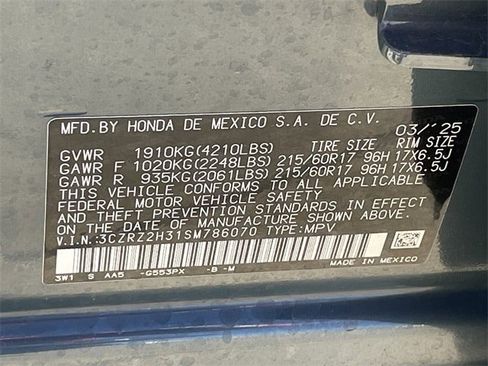 MFD. BY HONDA DE MEXICO S.A. DE C.V.
03/'25
GVWR 1910KG(4210LBS) TIRE SIZE RIM SIZE
GAWR F 1020KG(2248LBS) 215/60R17 96H 17X6.5J
GAWR R 935KG(2061LBS) 215/60R17 96H 17X6.5J
THIS VEHICLE CONFORMS TO ALL APPLICABLE
FEDERAL MOTOR VEHICLE SAFETY AND
THEFT PREVENTION STANDARDS IN EFFECT
ON THE DATE OF MANUFACTURE SHOWN ABOVE.
V.I.N. 3CZRZ2H31SM786070 TYPE:MPV
3W1 S AA5 -G553PX -B -M
MADE IN MEXICO